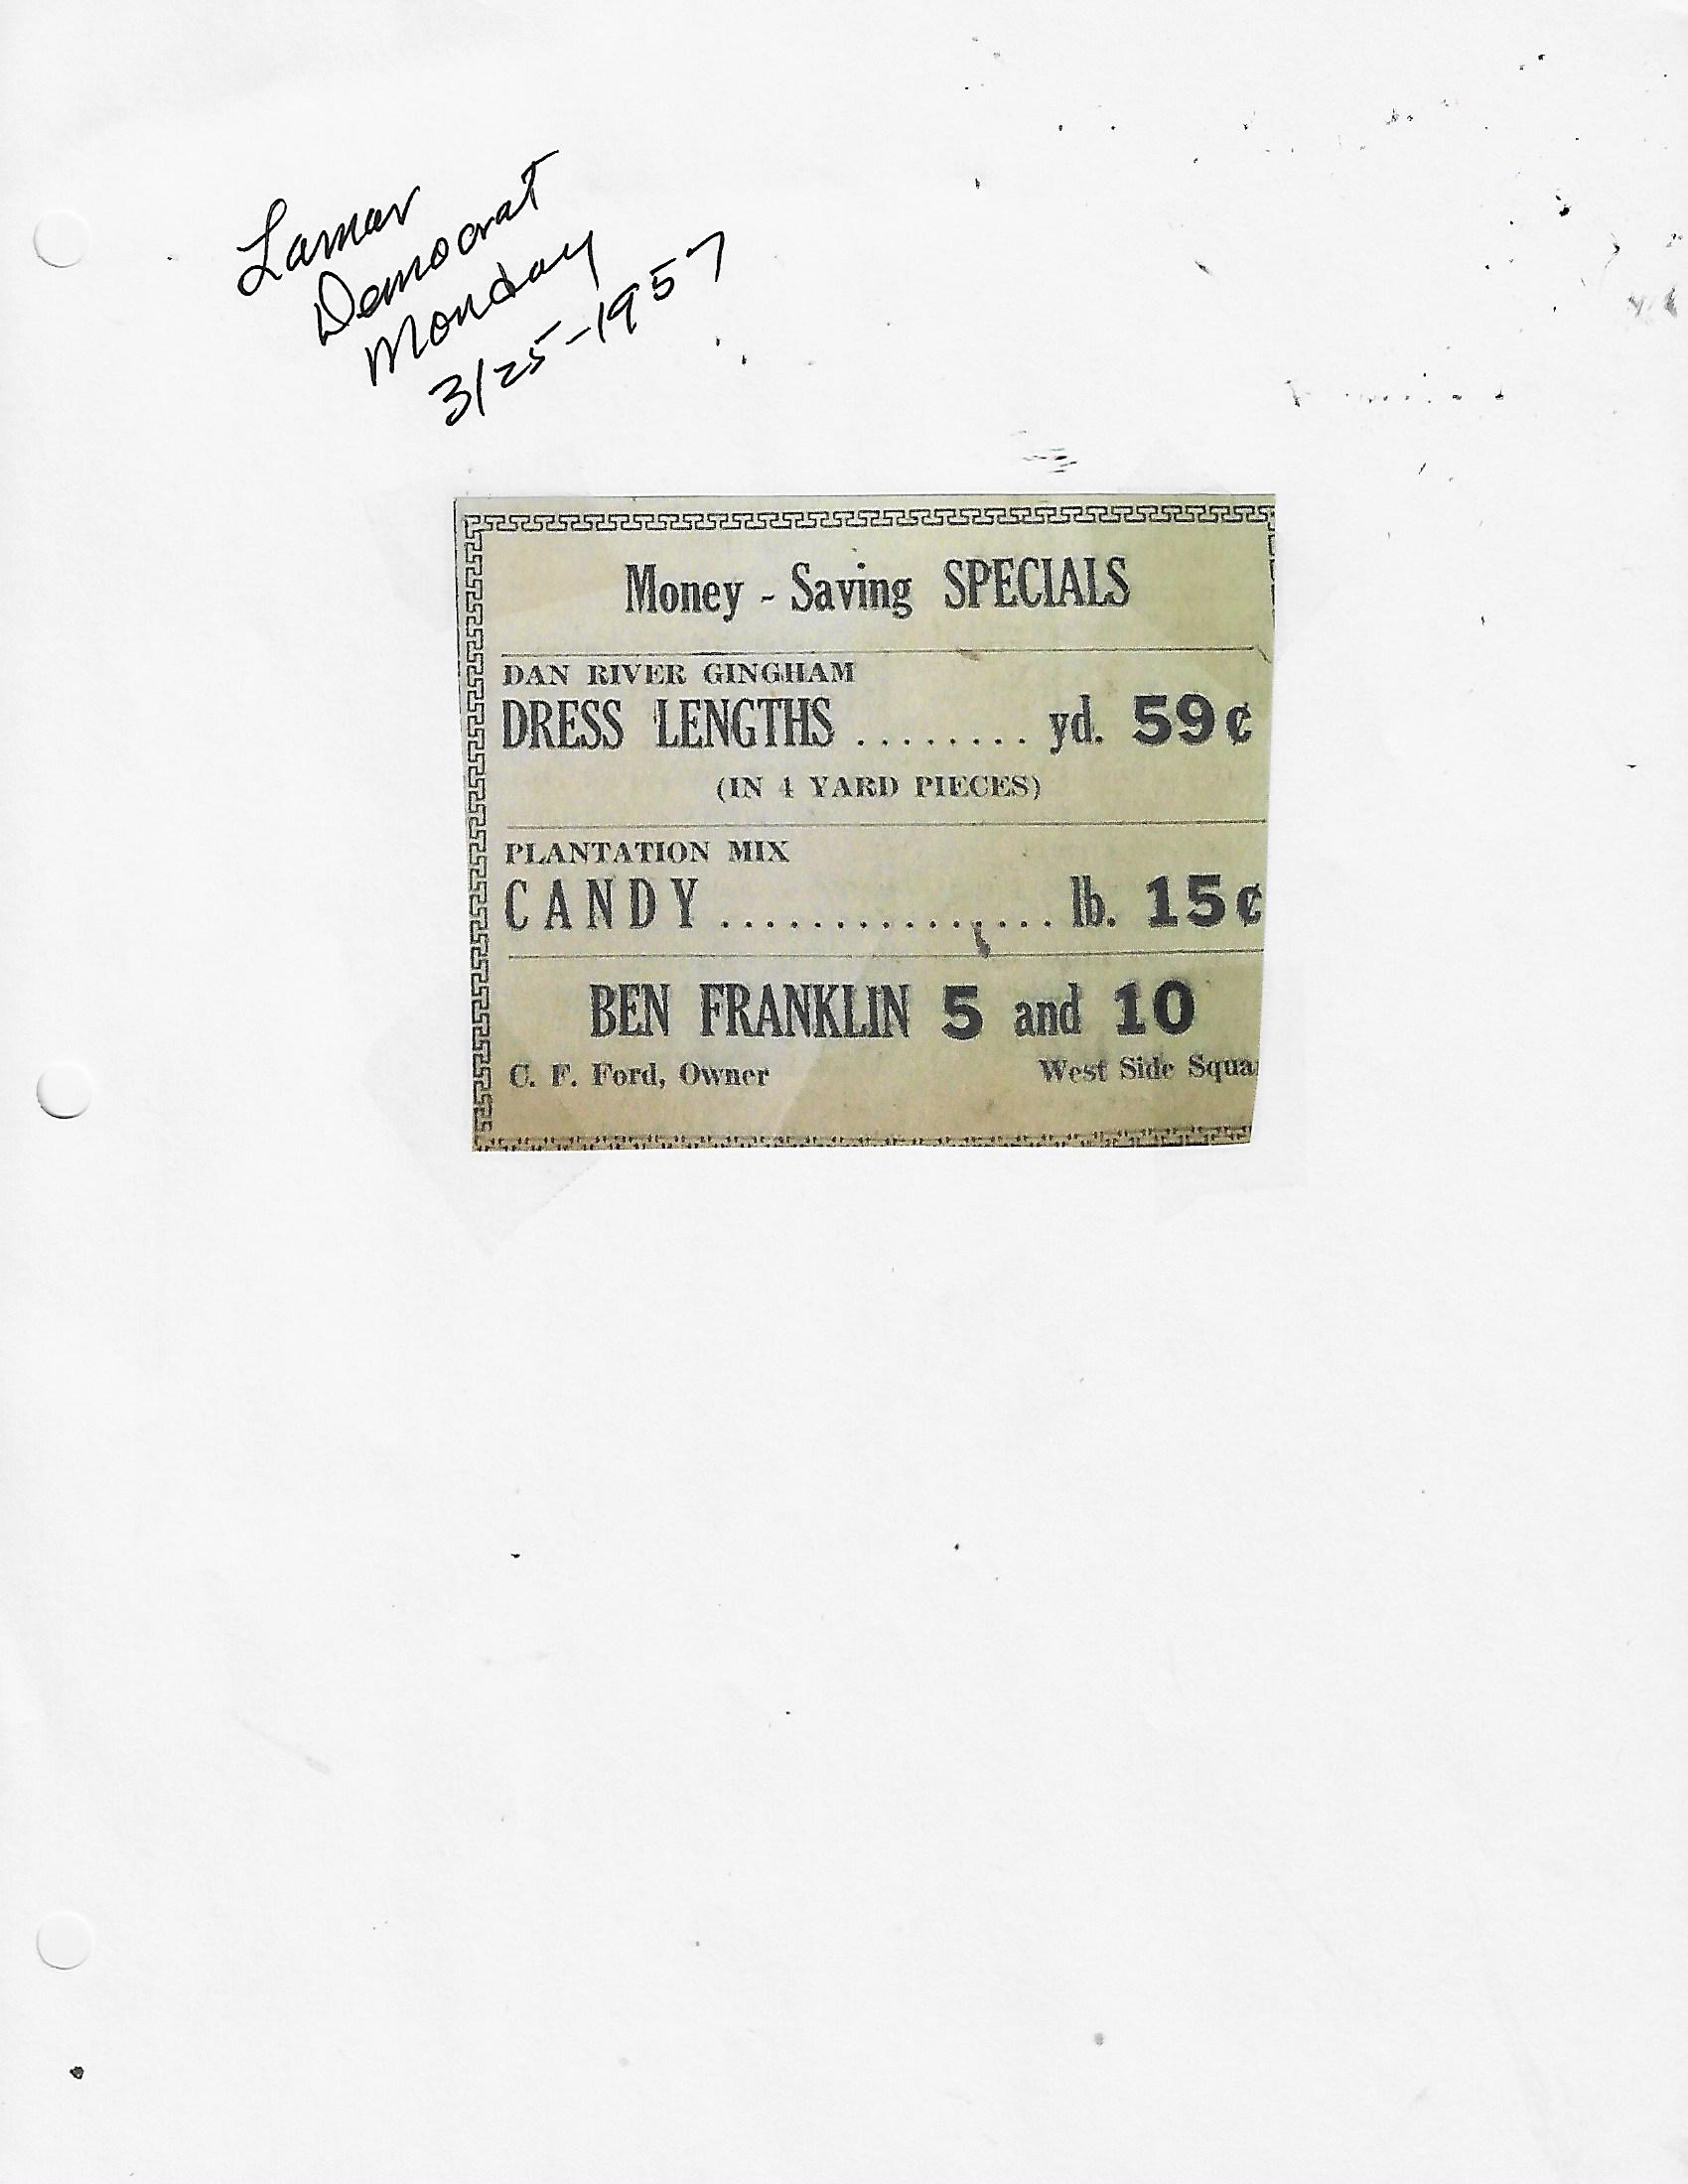 Lamar
Democrat
Monday
3/25-1957
Money - Saving SPECIALS
DAN RIVER GINGHAM
DRESS LENGTHS ........ yd. 59¢
(IN 4 YARD PIECES)
PLANTATION MIX
CANDY ................ lb. 15¢
BEN FRANKLIN 5 and 10
C. F. Ford, Owner West Side Squa